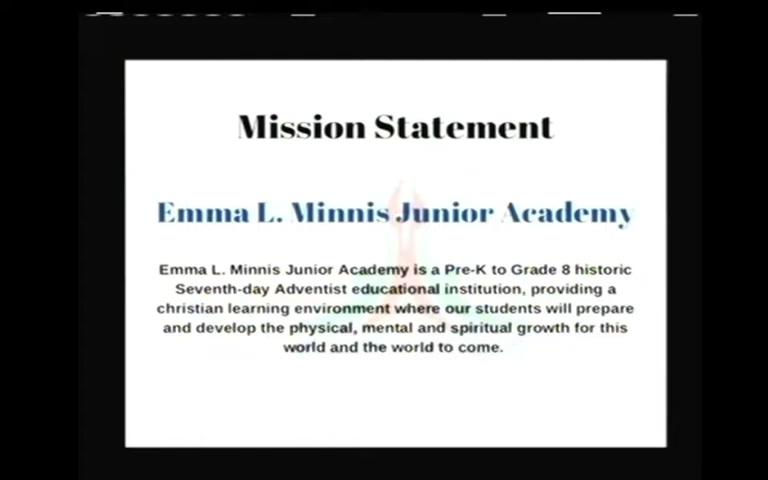 Mission Statement
Emma L. Minnis Junior Academy
Emma L. Minnis Junior Academy is a Pre-K to Grade 8 historic
Seventh-day Adventist educational institution, providing a
christian learning environment where our students will prepare
and develop the physical, mental and spiritual growth for this
world and the world to come.